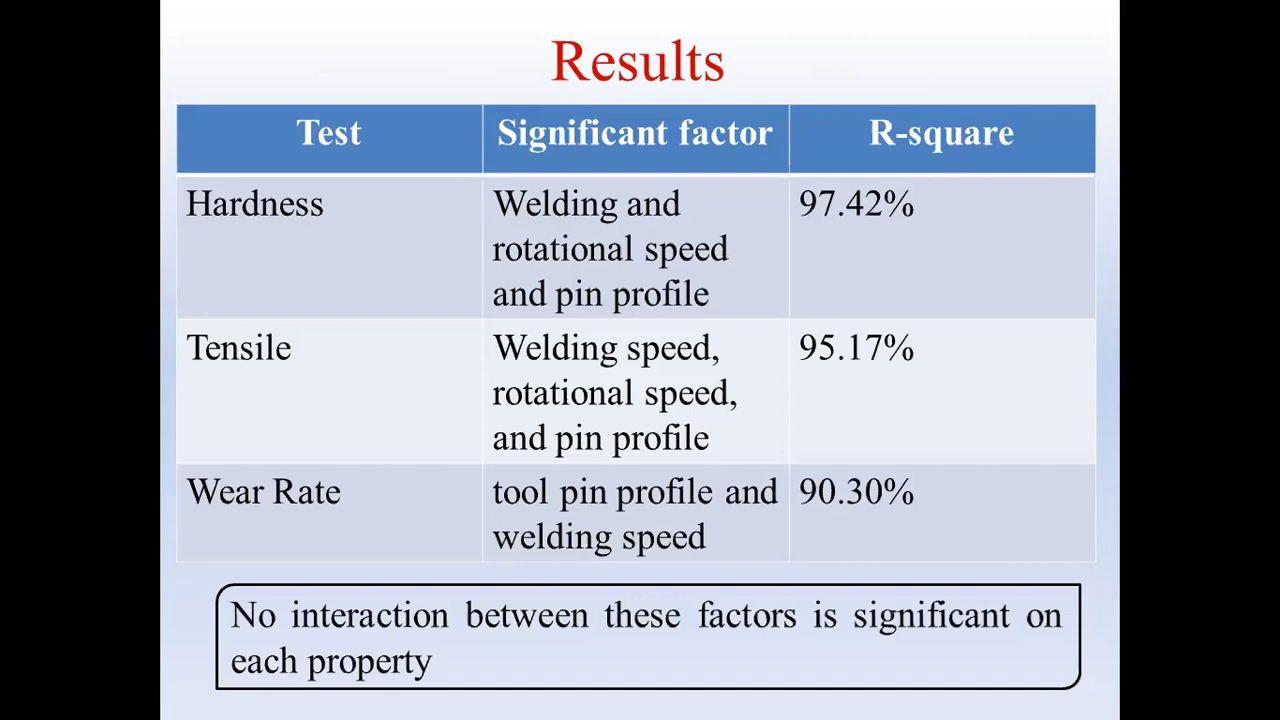 Results
Test Significant factor R-square
Hardness Welding and 97.42%
rotational speed
and pin profile
Tensile Welding speed, 95.17%
rotational speed,
and pin profile
Wear Rate tool pin profile and 90.30%
welding speed
No interaction between these factors is significant on
each property